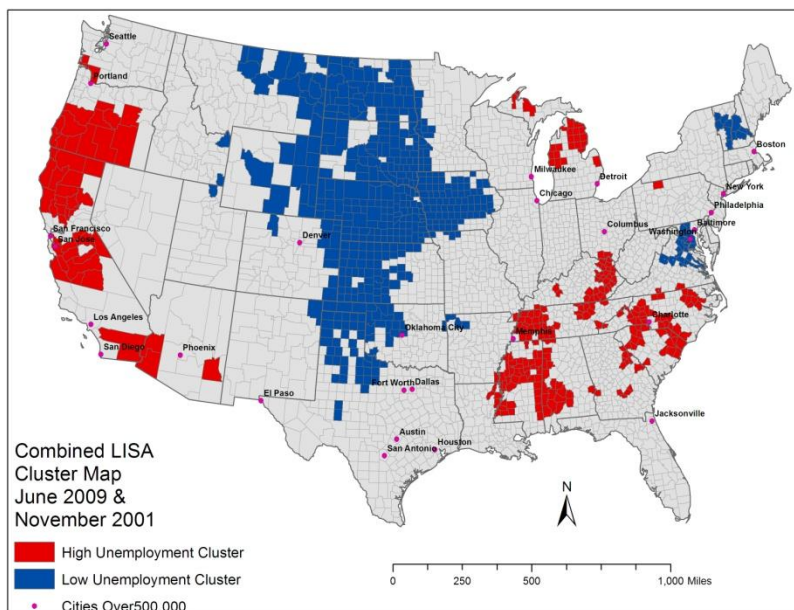 Seattle
Portland
Boston
Milwaukee
Detroit
Chicago
New York
Philadelphia
San Francisco
San Jose
Denver
Columbus
Baltimore
Washington
Los Angeles
San Diego
Phoenix
Oklahoma City
Memphis
Charlotte
El Paso
Fort Worth
Dallas
Jacksonville
Austin
San Antonio
Houston
Combined LISA
Cluster Map
June 2009 &
November 2001
N
High Unemployment Cluster
Low Unemployment Cluster
Cities Over500,000
0 250 500 1,000 Miles